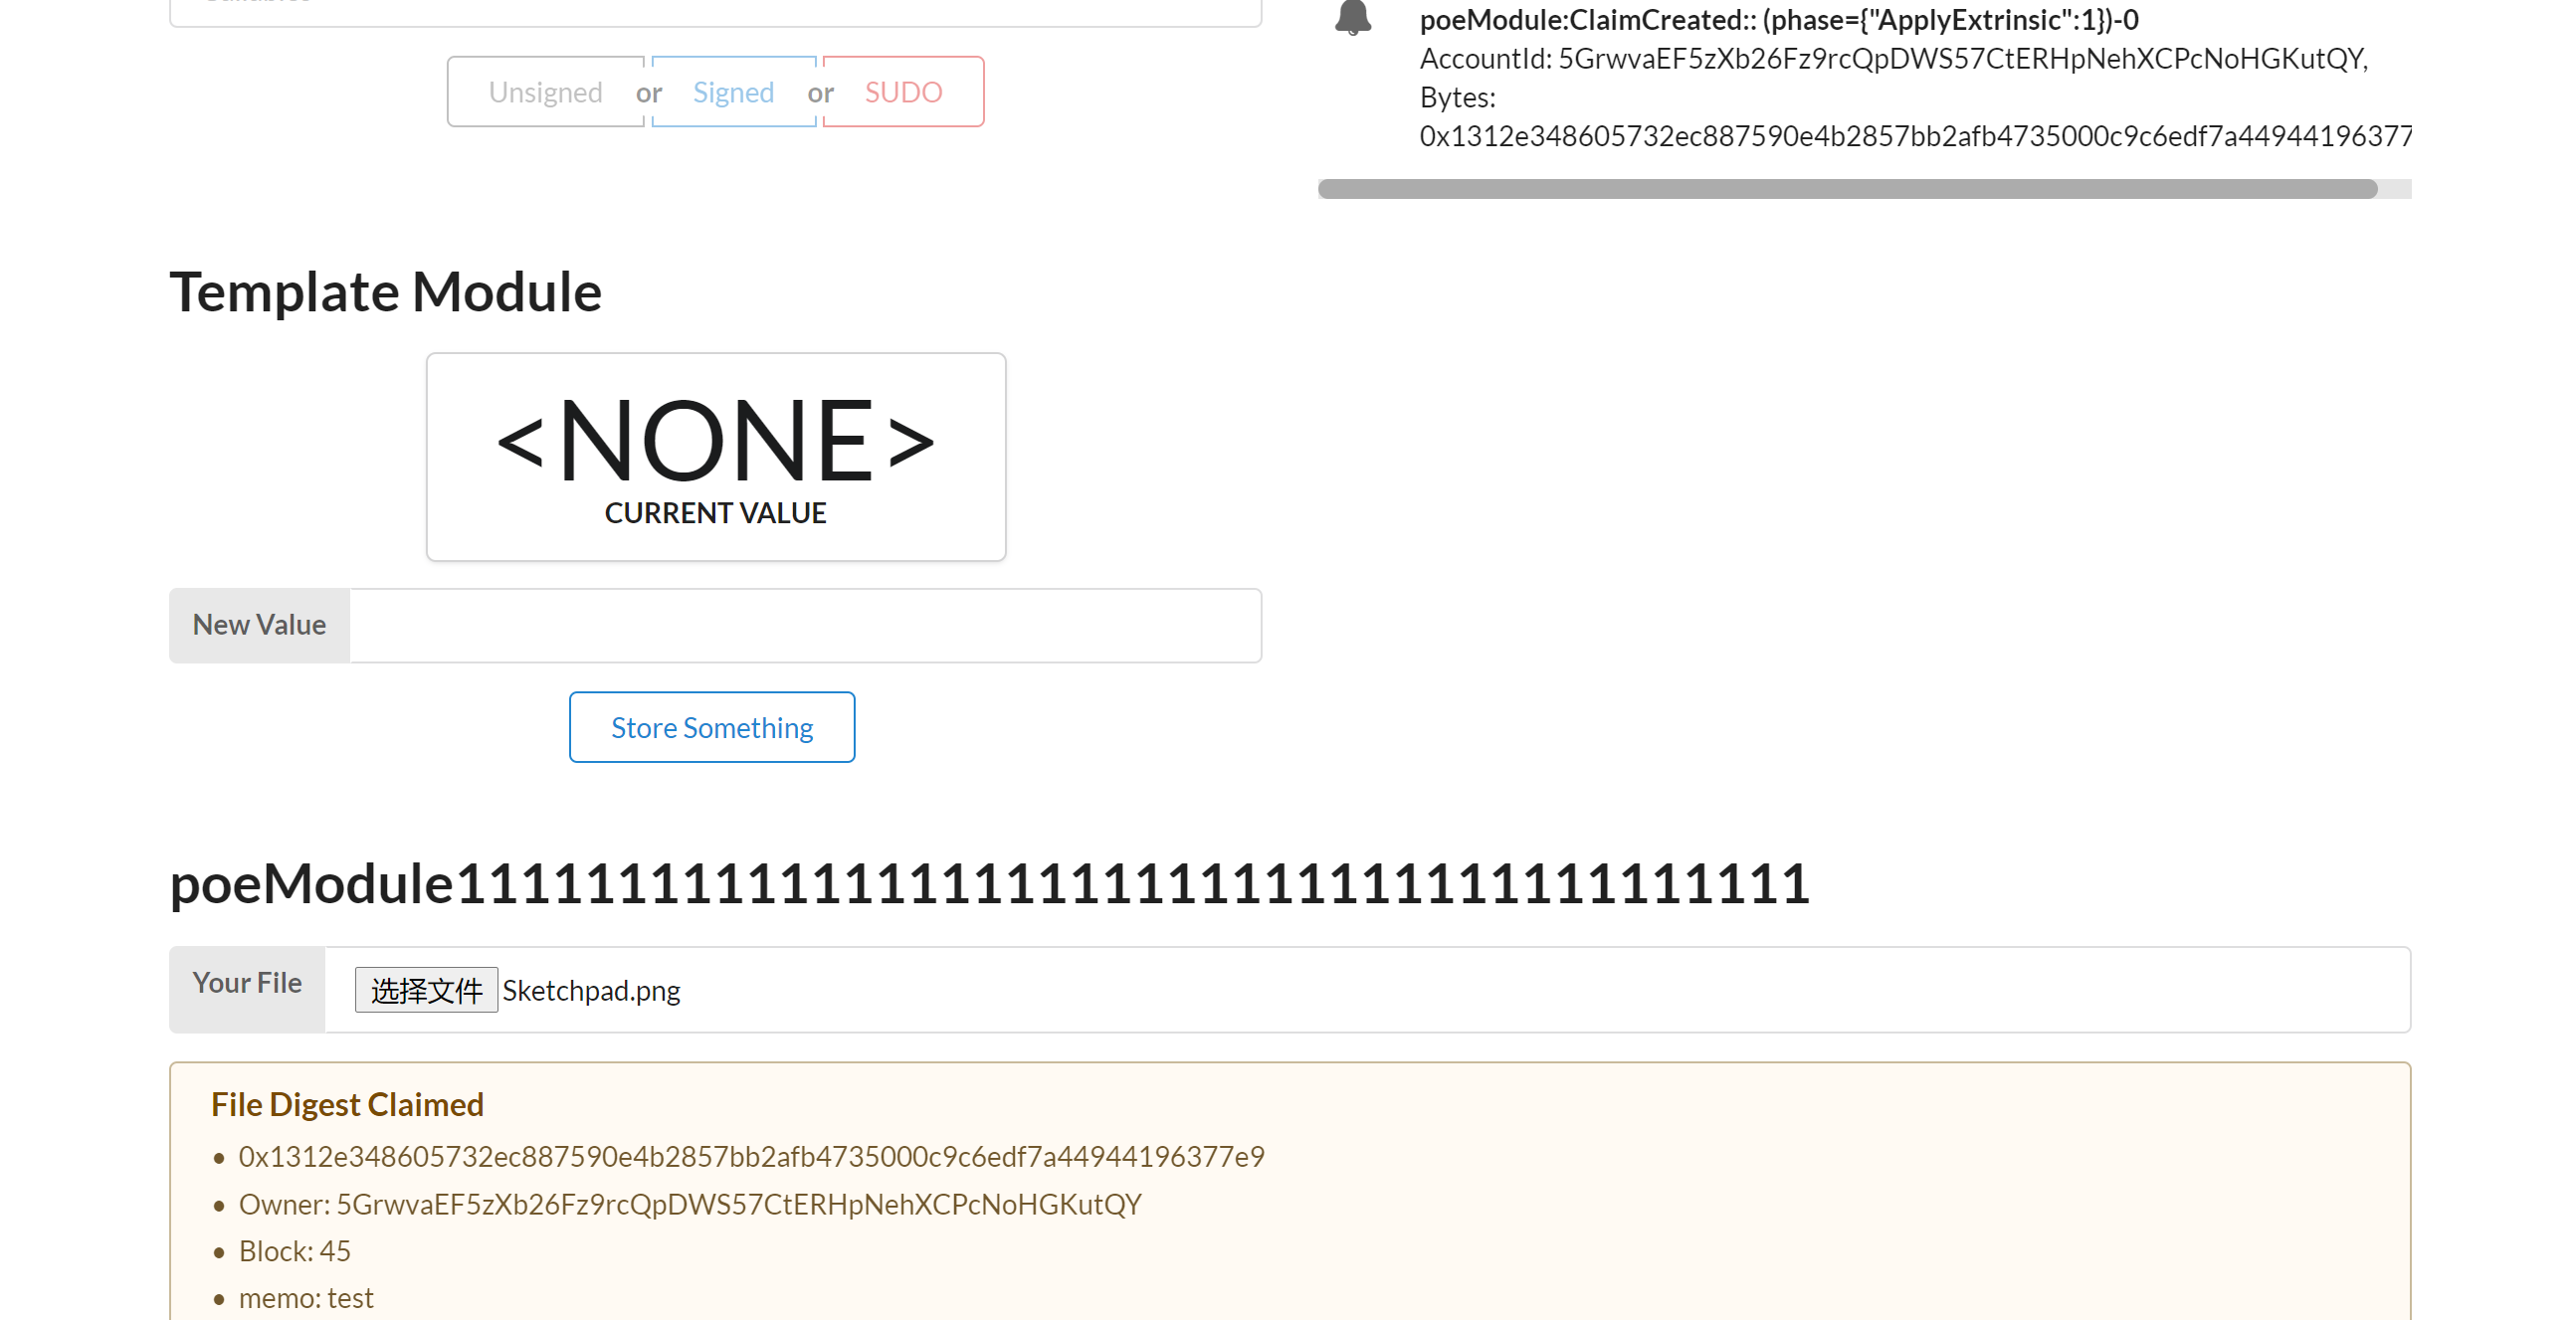 Unsigned or Signed or SUDO
poeModule:ClaimCreated:: (phase={"ApplyExtrinsic":1})-0
AccountId: 5GrwvaEF5zXb26Fz9rcQpDWS57CtERHpNehXCPcNoHGKutQY,
Bytes:
0x1312e348605732ec887590e4b2857bb2afb4735000c9c6edf7a44944196377
Template Module
<NONE>
CURRENT VALUE
New Value
Store Something
poeModule111111111111111111111111111111111111111111
Your File 选择文件 Sketchpad.png
File Digest Claimed
• 0x1312e348605732ec887590e4b2857bb2afb4735000c9c6edf7a44944196377e9
• Owner: 5GrwvaEF5zXb26Fz9rcQpDWS57CtERHpNehXCPcNoHGKutQY
• Block: 45
• memo: test